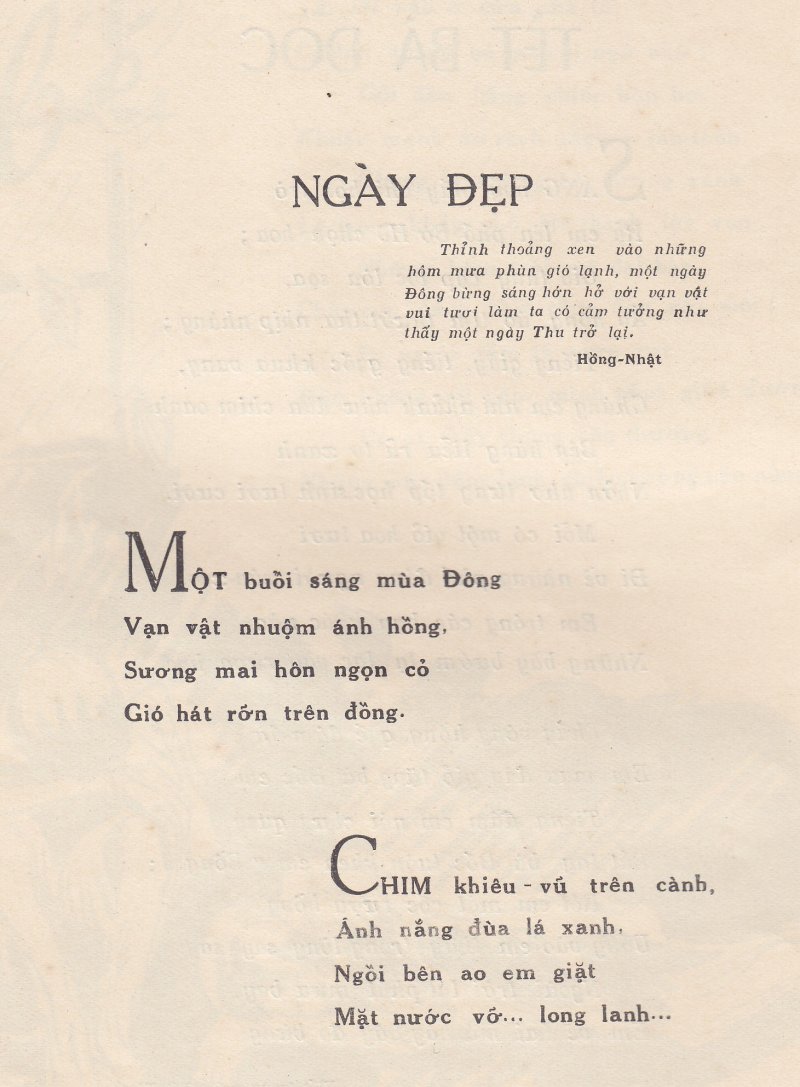 NGÀY ĐẸP
Thỉnh thoảng xen vào những
hôm mưa phùn gió lạnh, một ngày
Đông bừng sáng hớn hở với vạn vật
vui tươi làm ta có cảm tưởng như
thấy một ngày Thu trở lại.
Hồng-Nhật
MỘT buổi sáng mùa Đông
Vạn vật nhuộm ánh hồng,
Sương mai hôn ngọn cỏ
Gió hát rởn trên đồng.
CHIM khiêu-vũ trên cành,
Ánh nắng đùa lá xanh,
Ngồi bên ao em giặt
Mặt nước vỡ... long lanh...